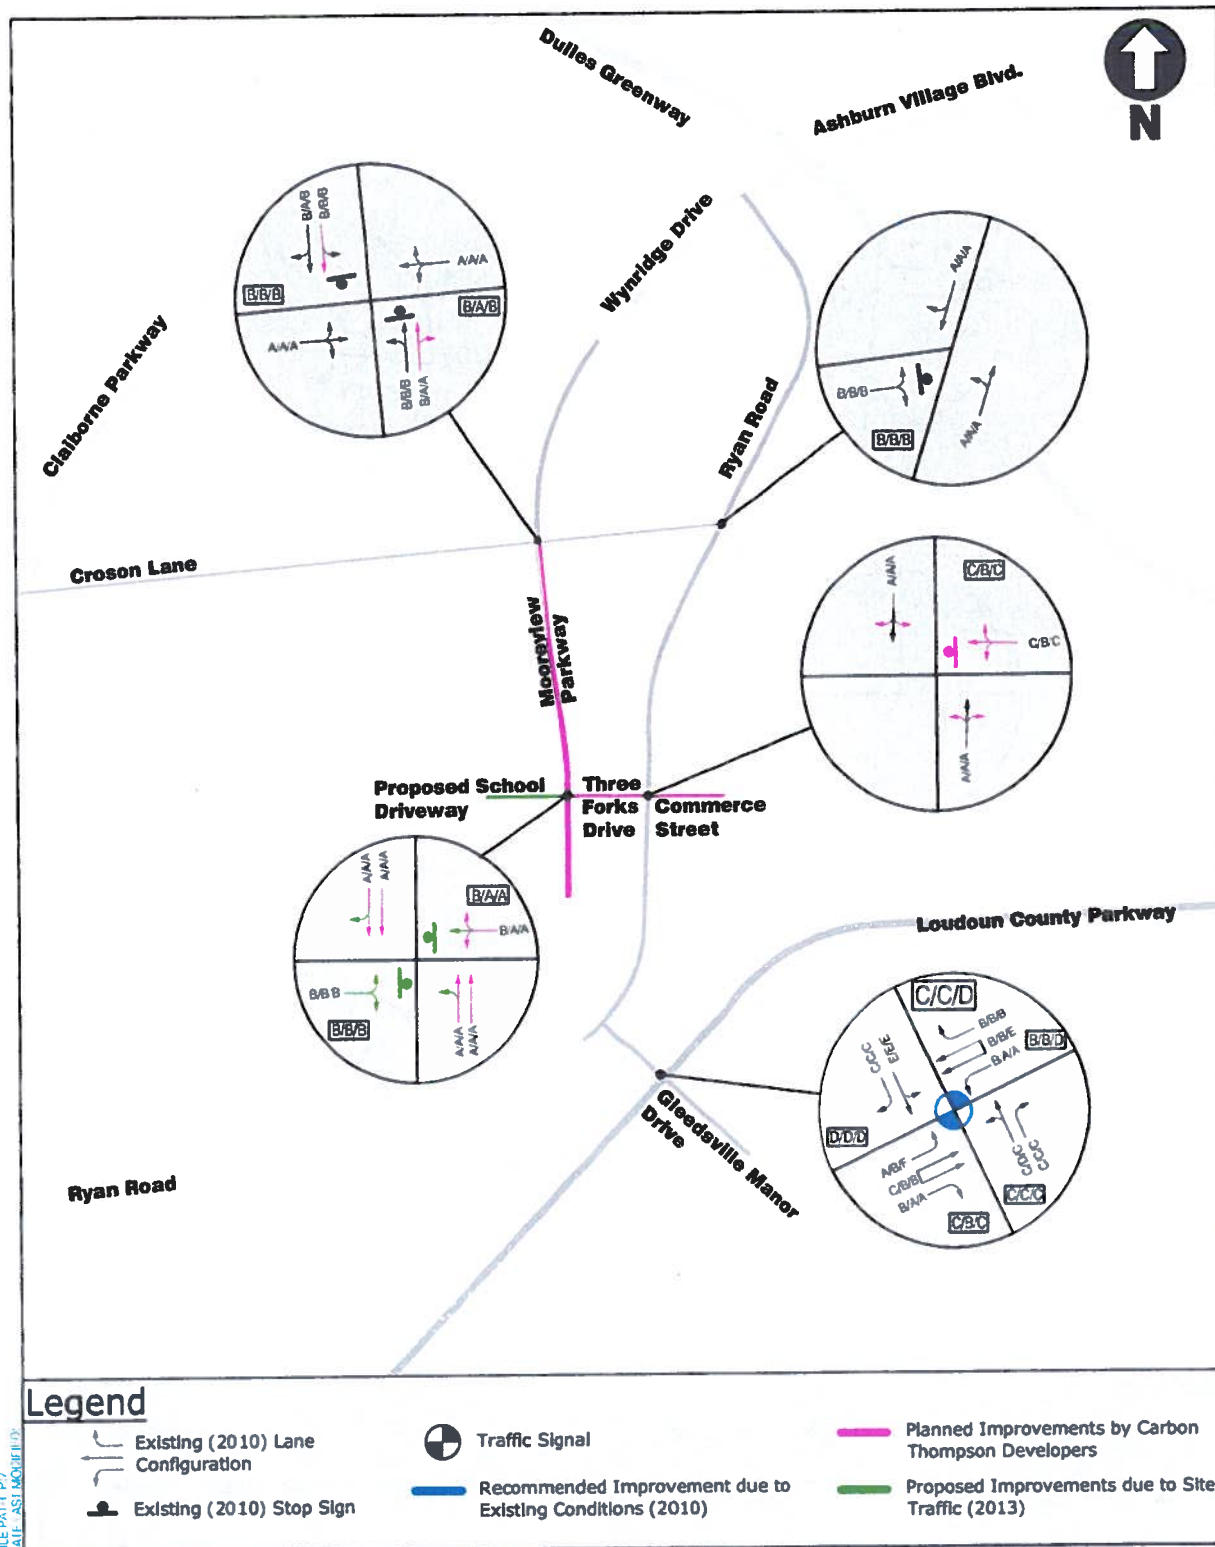 Dulles Greenway
Ashburn Village Blvd.
N
Wynridge Drive
Claiborne Parkway
Ryan Road
Croson Lane
Mooreview
Parkway
B/A/B
B/B/B
A/A/A
B/B/B
B/A/B
A/A/A
B/B/B
B/A/A
A/A/A
B/B/B
B/B/B
A/A/A
A/A/A
C/B/C
C/B/C
A/A/A
Proposed School
Driveway
Three
Forks
Drive
Commerce
Street
A/A/A
A/A/A
B/A/A
B/A/A
B/B/B
B/B/B
A/A/A
A/A/A
Loudoun County Parkway
C/C/D
B/B/B
B/B/E
B/A/A
B/B/D
C/C/C
E/E/E
D/D/D
A/B/F
C/B/B
B/A/A
C/B/C
C/D/C
C/C/C
C/C/C
Gleedsville Manor
Drive
Ryan Road
Legend
Existing (2010) Lane
Configuration
Existing (2010) Stop Sign
Traffic Signal
Recommended Improvement due to
Existing Conditions (2010)
Planned Improvements by Carbon
Thompson Developers
Proposed Improvements due to Site
Traffic (2013)